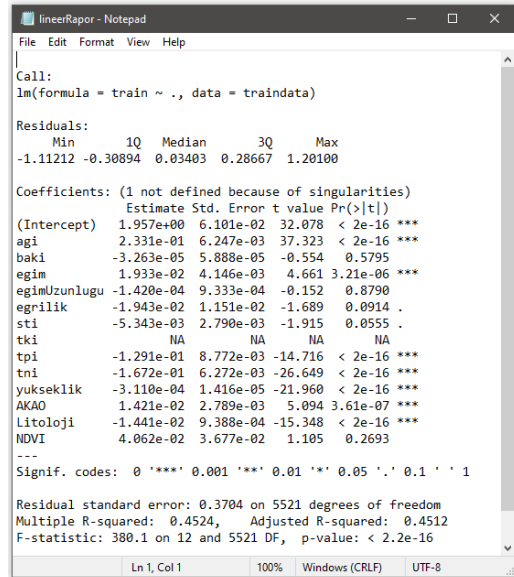 lineerRapor - Notepad
File Edit Format View Help
Call:
lm(formula = train ~ ., data = traindata)
Residuals:
     Min       1Q   Median       3Q      Max
-1.11212 -0.30894  0.03403  0.28667  1.20100
Coefficients: (1 not defined because of singularities)
              Estimate Std. Error t value Pr(>|t|)
(Intercept)  1.957e+00  6.101e-02  32.078  < 2e-16 ***
agi          2.331e-01  6.247e-03  37.323  < 2e-16 ***
baki        -3.263e-05  5.888e-05  -0.554   0.5795
egim         1.933e-02  4.146e-03   4.661 3.21e-06 ***
egimUzunlugu -1.420e-04  9.333e-04  -0.152   0.8790
egrilik     -1.943e-02  1.151e-02  -1.689   0.0914 .
sti         -5.343e-03  2.790e-03  -1.915   0.0555 .
tki                 NA         NA      NA       NA
tpi         -1.291e-01  8.772e-03 -14.716  < 2e-16 ***
tni         -1.672e-01  6.272e-03 -26.649  < 2e-16 ***
yukseklik   -3.110e-04  1.416e-05 -21.960  < 2e-16 ***
AKAO         1.421e-02  2.789e-03   5.094 3.61e-07 ***
Litoloji    -1.441e-02  9.388e-04 -15.348  < 2e-16 ***
NDVI         4.062e-02  3.677e-02   1.105   0.2693
---
Signif. codes:  0 '***' 0.001 '**' 0.01 '*' 0.05 '.' 0.1 ' ' 1
Residual standard error: 0.3704 on 5521 degrees of freedom
Multiple R-squared:  0.4524,    Adjusted R-squared:  0.4512
F-statistic: 380.1 on 12 and 5521 DF,  p-value: < 2.2e-16
Ln 1, Col 1 100% Windows (CRLF) UTF-8